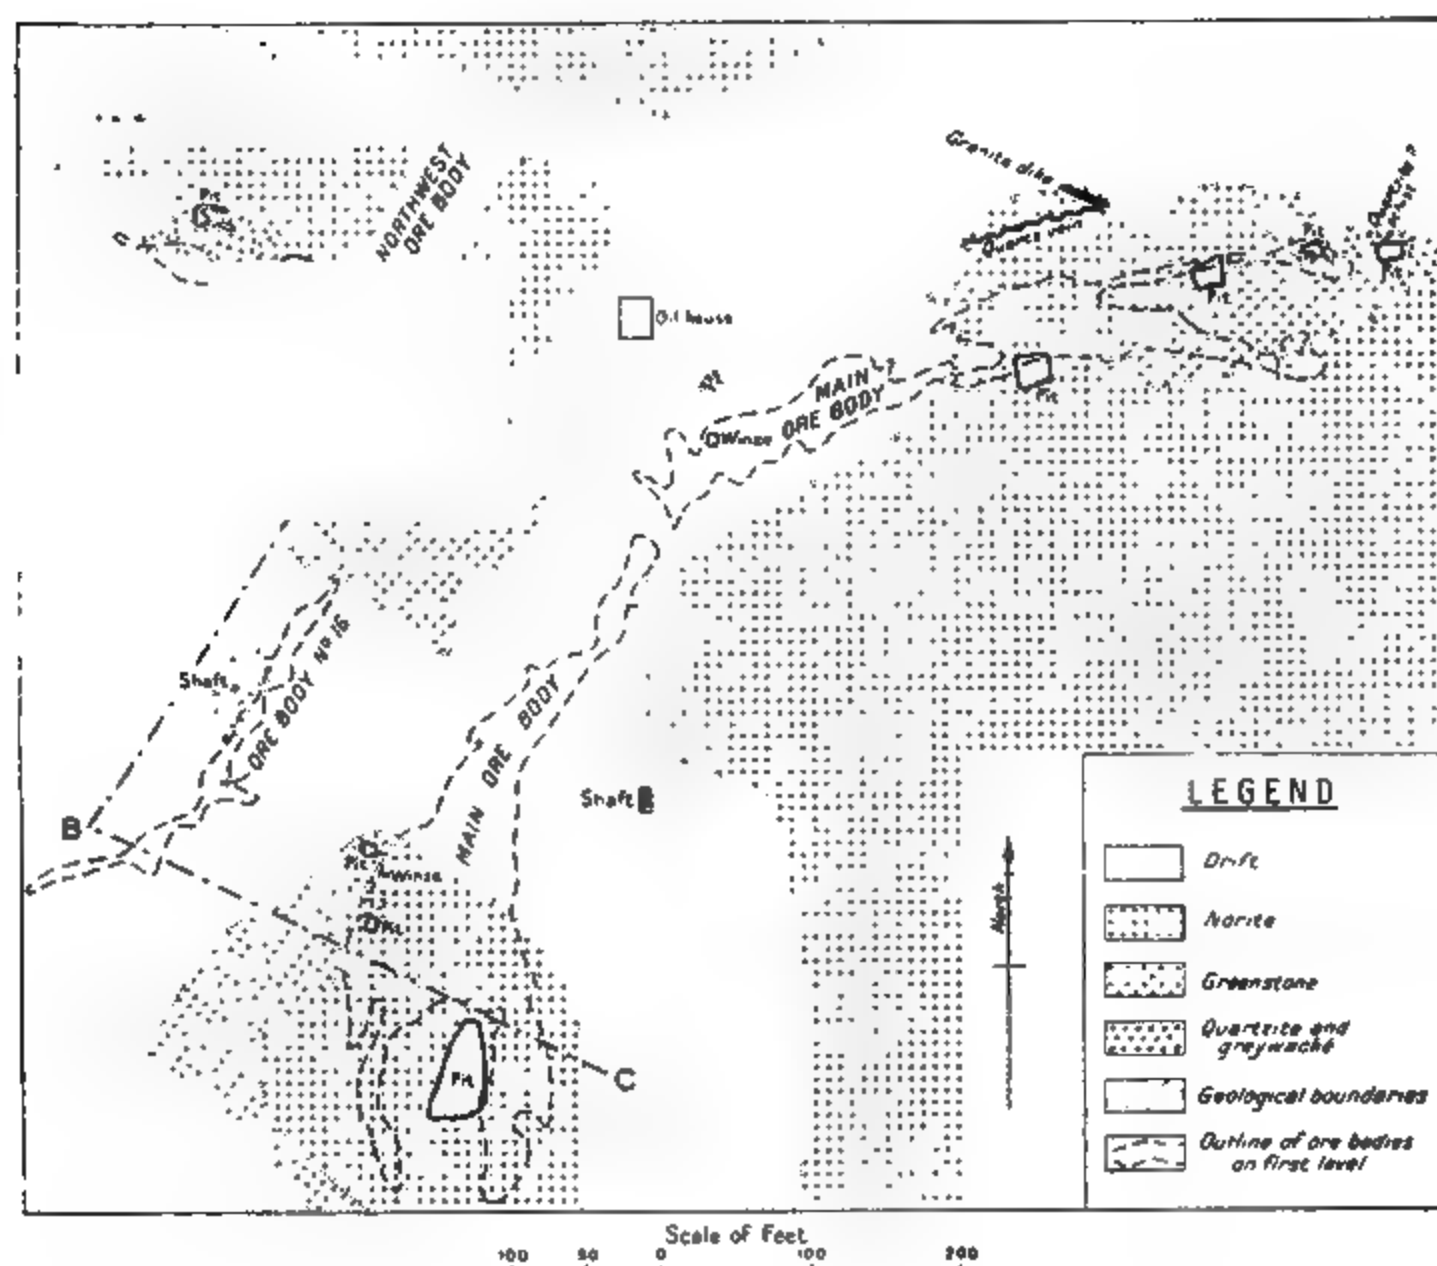 Granite dike
Pit
NORTHWEST
ORE BODY
Quartz vein
Pit
Pit
Oil house
MAIN
ORE BODY
Pit
Winze
ORE BODY Nº 16
Shaft
MAIN ORE BODY
Shaft
B
Pit
Winze
Pit
North
C
Pit
LEGEND
Drift
Norite
Greenstone
Quartzite and
greywacké
Geological boundaries
Outline of ore bodies
on first level
Scale of Feet
100 50 0 100 200